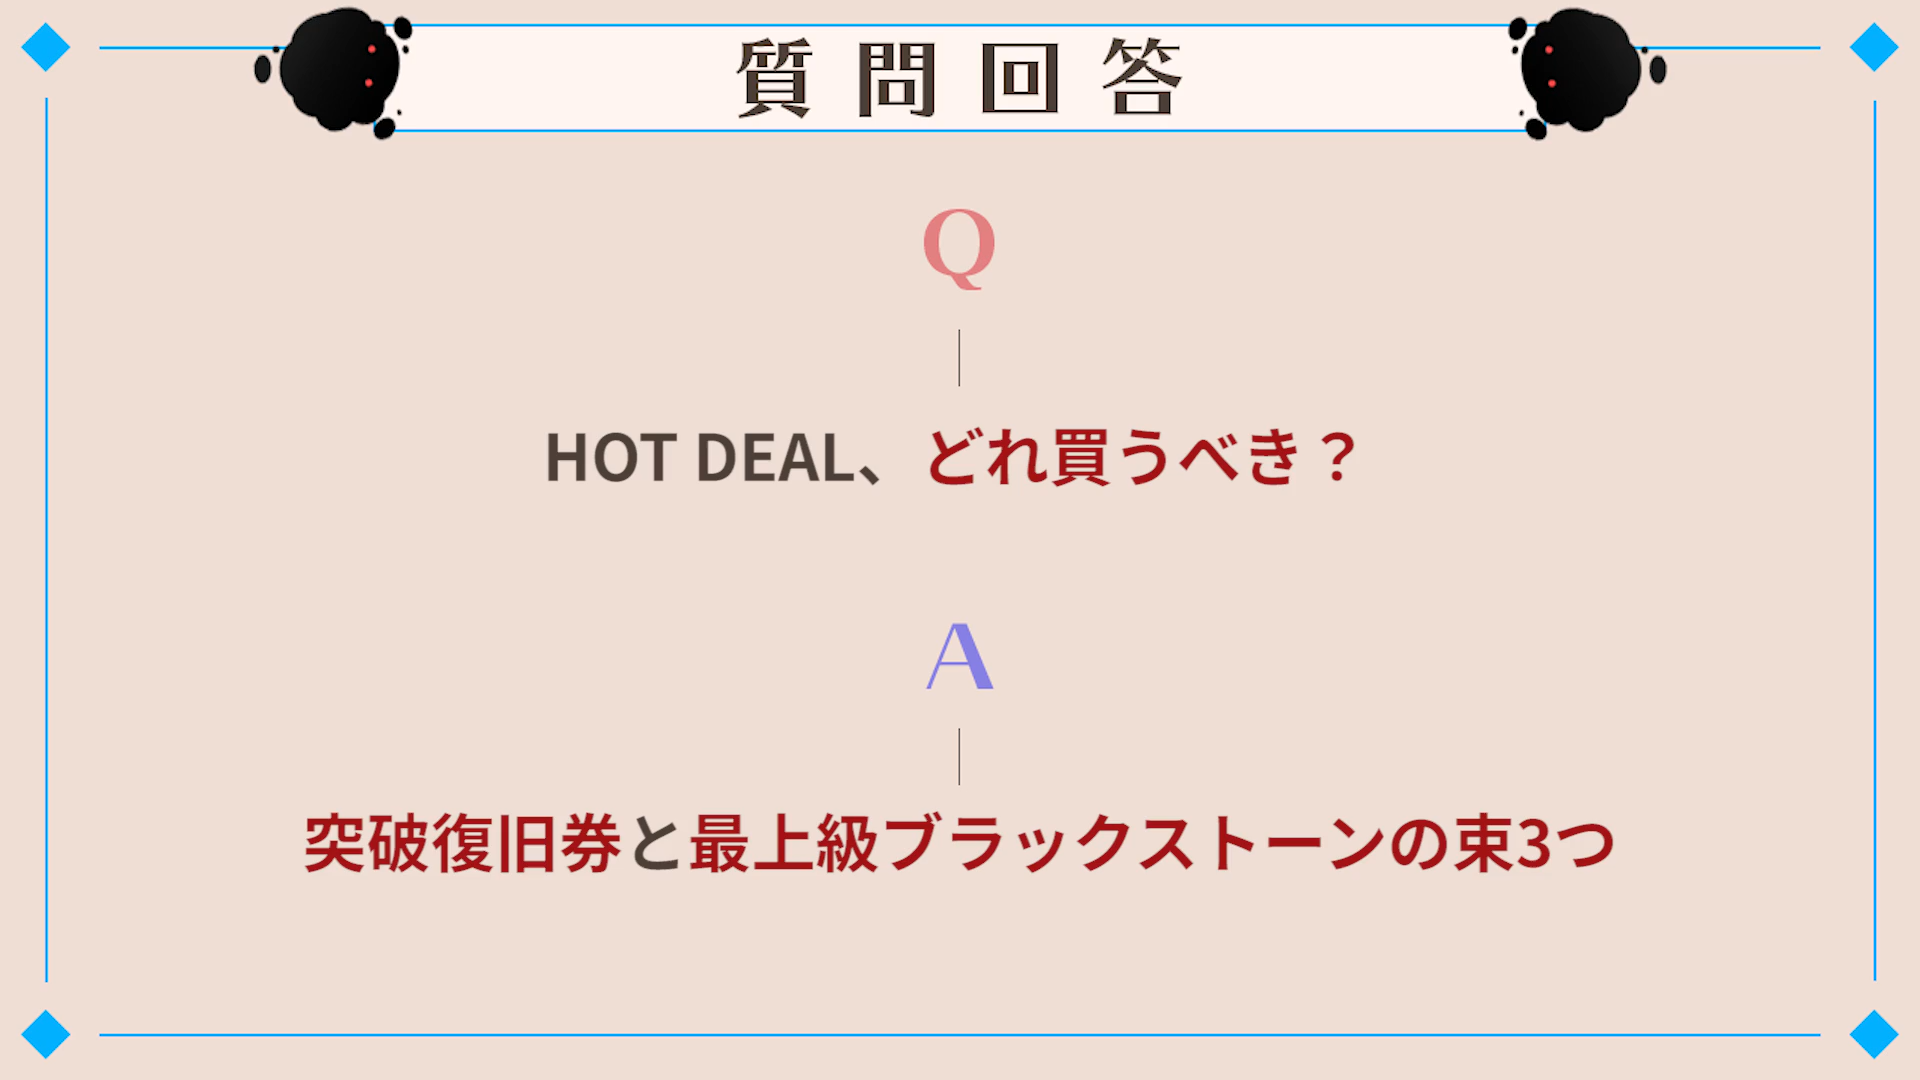 質問回答
Q
HOT DEAL、どれ買うべき？
A
突破復旧券と最上級ブラックストーンの束3つ